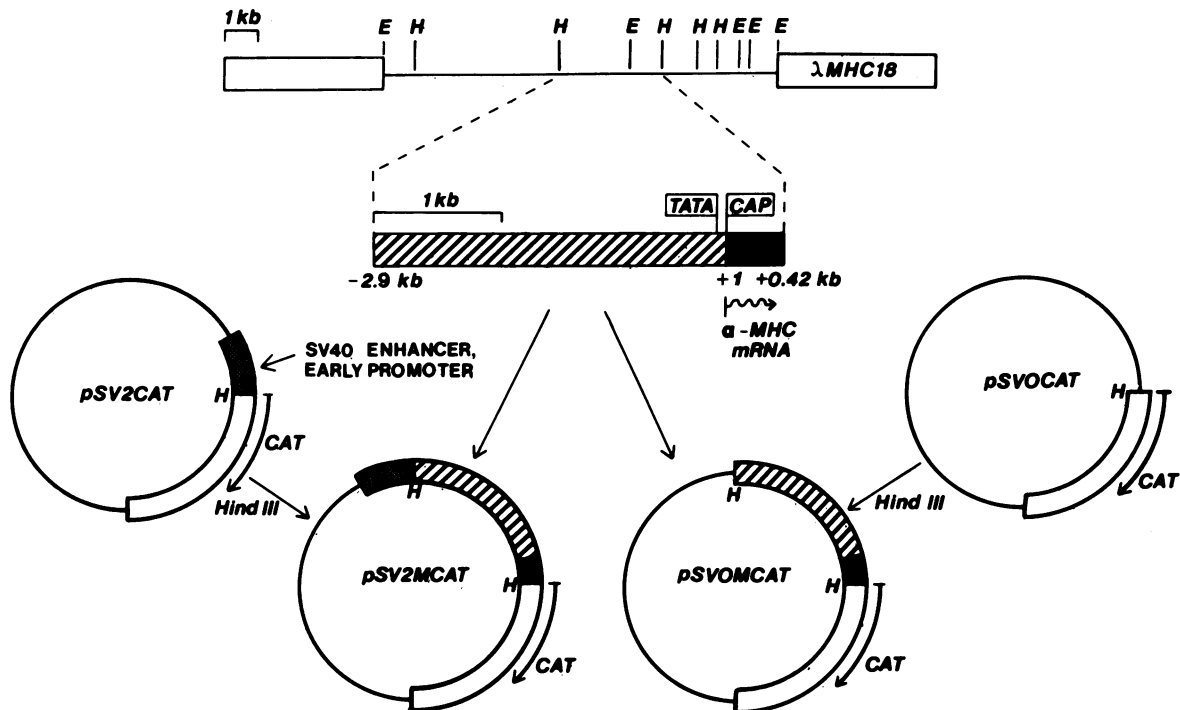 1 kb
E H H E H H H E E E
λMHC18
1 kb
TATA CAP
-2.9 kb +1 +0.42 kb
α-MHC
mRNA
SV40 ENHANCER,
EARLY PROMOTER
pSV2CAT
H
CAT
Hind III
pSVOCAT
H
CAT
Hind III
H
pSV2MCAT
H
CAT
H
pSVOMCAT
H
CAT